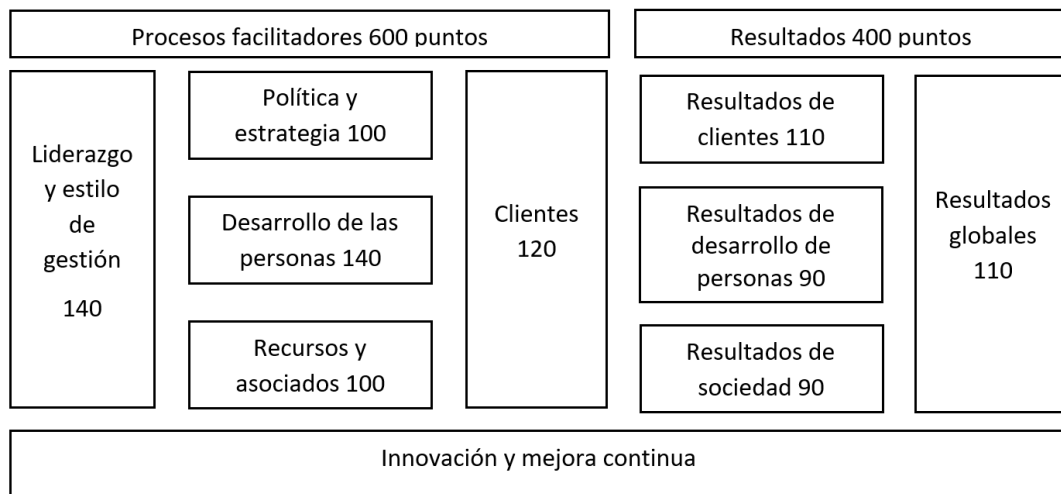 Procesos facilitadores 600 puntos
Resultados 400 puntos
Liderazgo
y estilo
de
gestión
140
Política y
estrategia 100
Desarrollo de las
personas 140
Recursos y
asociados 100
Clientes
120
Resultados de
clientes 110
Resultados de
desarrollo de
personas 90
Resultados de
sociedad 90
Resultados
globales
110
Innovación y mejora continua